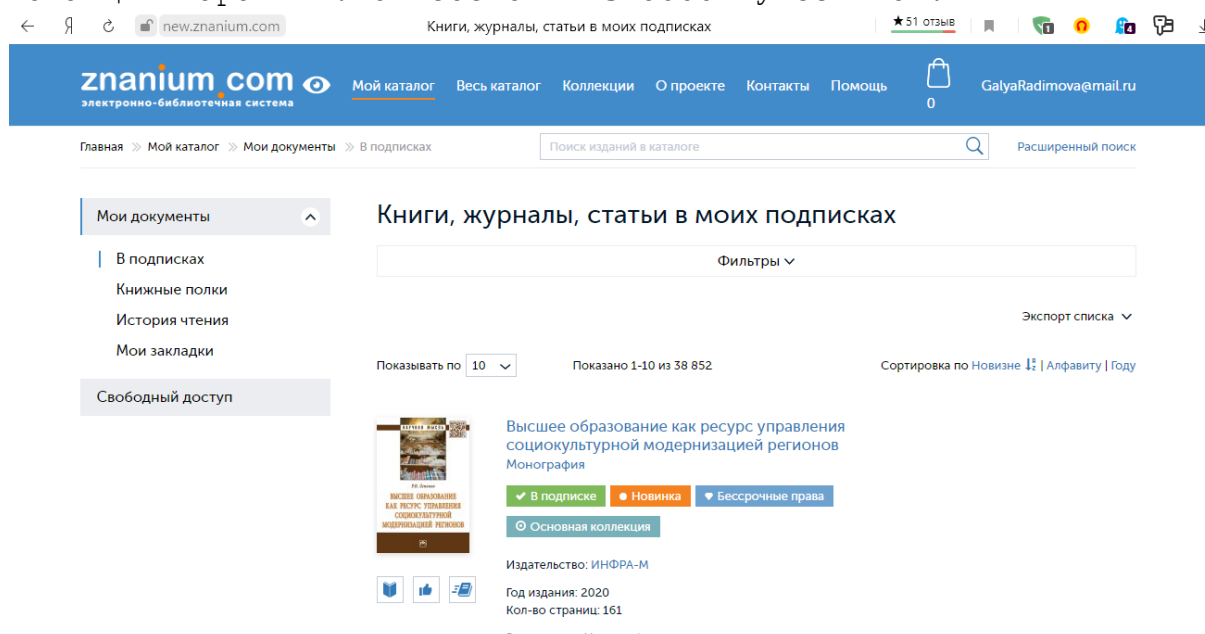 new.znanium.com
Книги, журналы, статьи в моих подписках
★51 отзыв
1
4
znanium.com
электронно-библиотечная система
Мой каталог
Весь каталог
Коллекции
О проекте
Контакты
Помощь
0
GalyaRadimova@mail.ru
Главная » Мой каталог » Мои документы » В подписках
Поиск изданий в каталоге
Расширенный поиск
Мои документы
В подписках
Книжные полки
История чтения
Мои закладки
Свободный доступ
Книги, журналы, статьи в моих подписках
Фильтры
Экспорт списка
Показывать по 10
Показано 1-10 из 38 852
Сортировка по Новизне | Алфавиту | Году
НАУЧНАЯ МЫСЛЬ
ВЫСШЕЕ ОБРАЗОВАНИЕ
КАК РЕСУРС УПРАВЛЕНИЯ
СОЦИОКУЛЬТУРНОЙ
МОДЕРНИЗАЦИЕЙ РЕГИОНОВ
Высшее образование как ресурс управления
социокультурной модернизацией регионов
Монография
В подписке
Новинка
Бессрочные права
Основная коллекция
Издательство: ИНФРА-М
Год издания: 2020
Кол-во страниц: 161